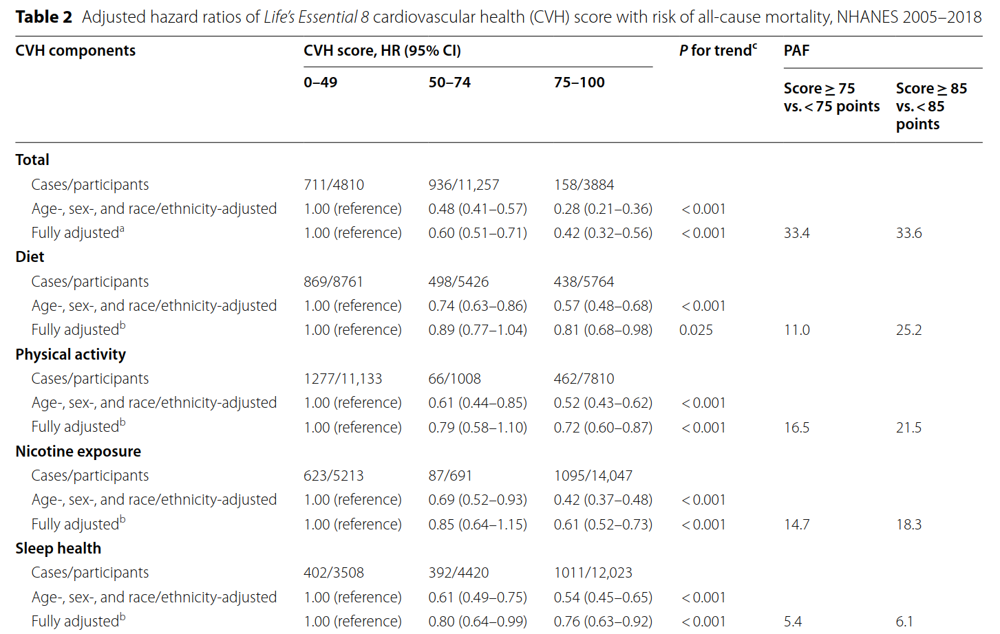 Table 2 Adjusted hazard ratios of Life's Essential 8 cardiovascular health (CVH) score with risk of all-cause mortality, NHANES 2005–2018
CVH components CVH score, HR (95% CI) P for trendc PAF
0–49 50–74 75–100 Score ≥ 75 vs. < 75 points Score ≥ 85 vs. < 85 points
Total
Cases/participants 711/4810 936/11,257 158/3884
Age-, sex-, and race/ethnicity-adjusted 1.00 (reference) 0.48 (0.41–0.57) 0.28 (0.21–0.36) < 0.001
Fully adjusteda 1.00 (reference) 0.60 (0.51–0.71) 0.42 (0.32–0.56) < 0.001 33.4 33.6
Diet
Cases/participants 869/8761 498/5426 438/5764
Age-, sex-, and race/ethnicity-adjusted 1.00 (reference) 0.74 (0.63–0.86) 0.57 (0.48–0.68) < 0.001
Fully adjustedb 1.00 (reference) 0.89 (0.77–1.04) 0.81 (0.68–0.98) 0.025 11.0 25.2
Physical activity
Cases/participants 1277/11,133 66/1008 462/7810
Age-, sex-, and race/ethnicity-adjusted 1.00 (reference) 0.61 (0.44–0.85) 0.52 (0.43–0.62) < 0.001
Fully adjustedb 1.00 (reference) 0.79 (0.58–1.10) 0.72 (0.60–0.87) < 0.001 16.5 21.5
Nicotine exposure
Cases/participants 623/5213 87/691 1095/14,047
Age-, sex-, and race/ethnicity-adjusted 1.00 (reference) 0.69 (0.52–0.93) 0.42 (0.37–0.48) < 0.001
Fully adjustedb 1.00 (reference) 0.85 (0.64–1.15) 0.61 (0.52–0.73) < 0.001 14.7 18.3
Sleep health
Cases/participants 402/3508 392/4420 1011/12,023
Age-, sex-, and race/ethnicity-adjusted 1.00 (reference) 0.61 (0.49–0.75) 0.54 (0.45–0.65) < 0.001
Fully adjustedb 1.00 (reference) 0.80 (0.64–0.99) 0.76 (0.63–0.92) < 0.001 5.4 6.1